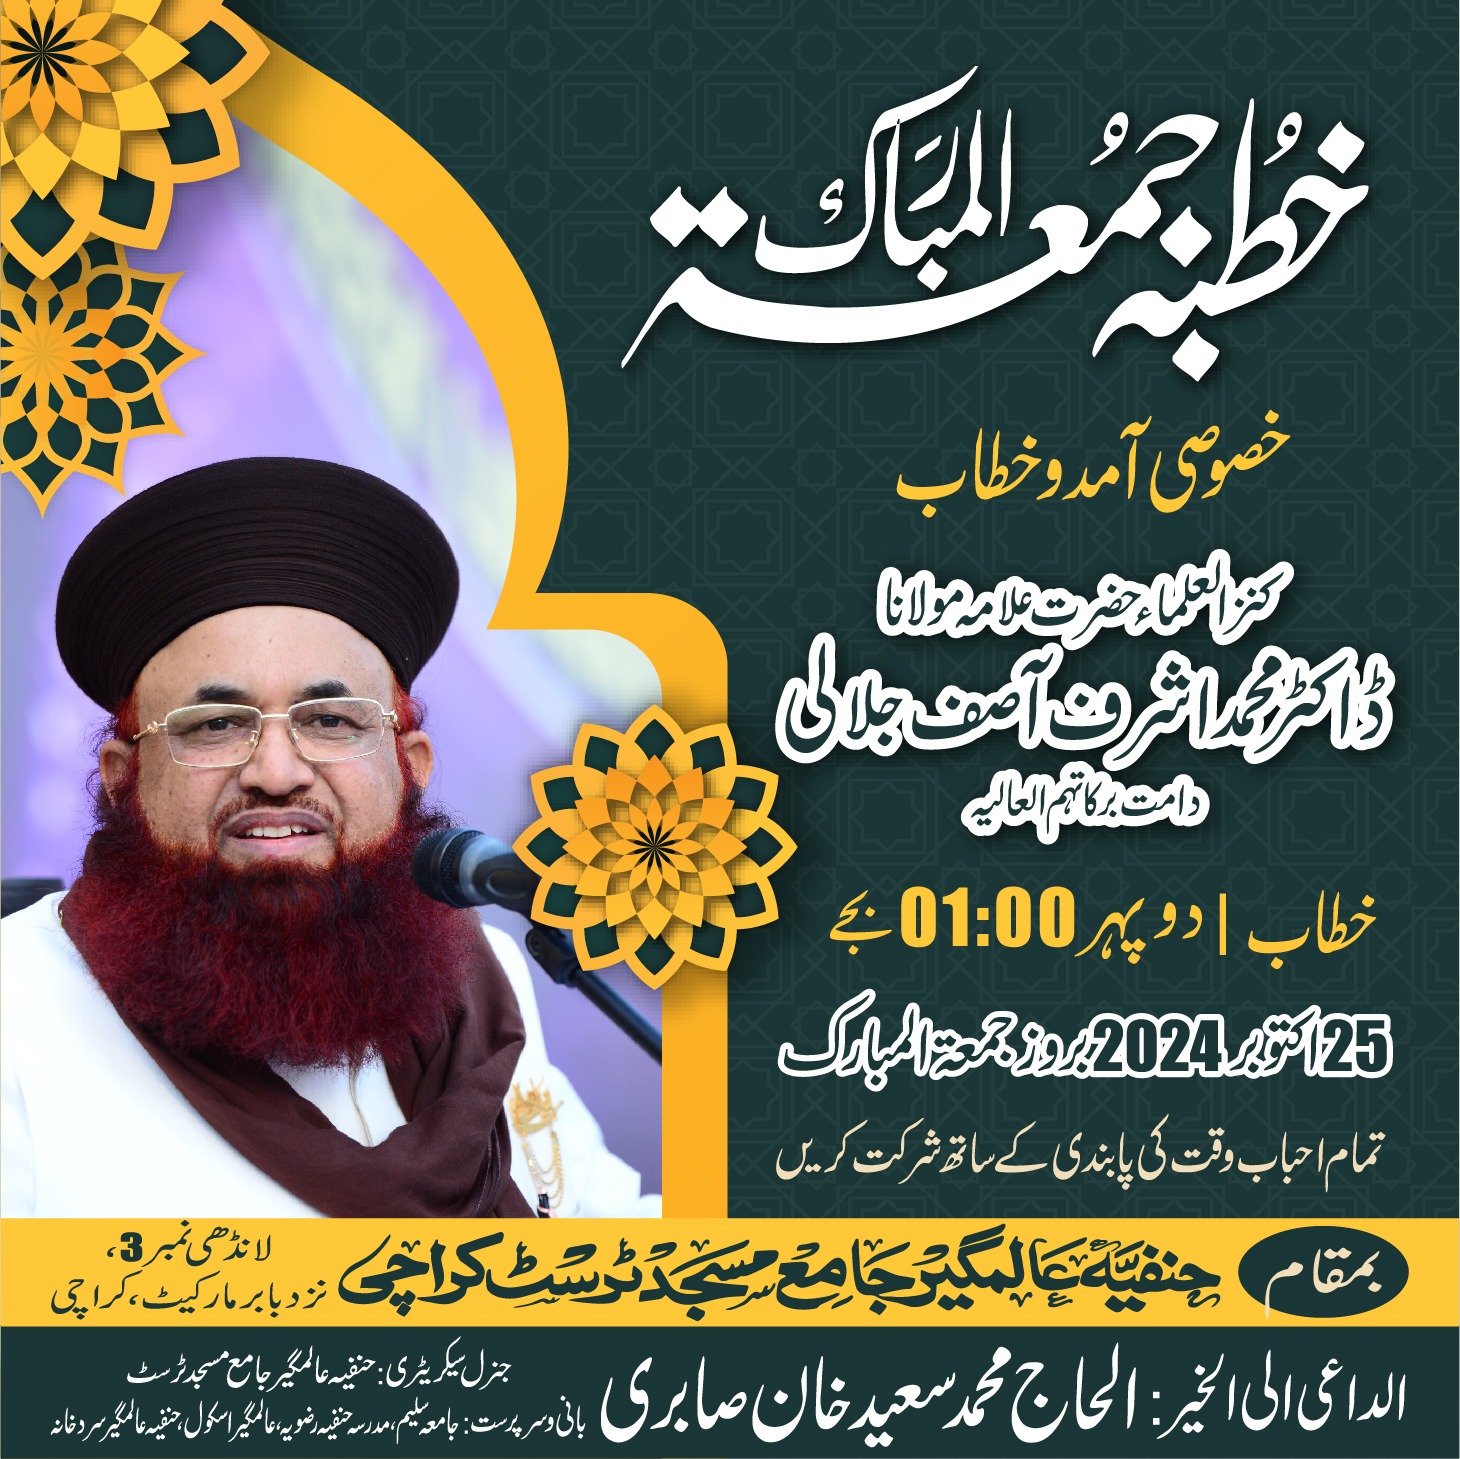 خطبہ جمعۃ المبارک
خصوصی آمد و خطاب
کنز العلماء حضرت علامہ مولانا
ڈاکٹر محمد اشرف آصف جلالی
دامت برکاتہم العالیہ
خطاب | دوپہر 01:00 بجے
25 اکتوبر 2024 بروز جمعۃ المبارک
تمام احباب وقت کی پابندی کے ساتھ شرکت کریں
بمقام
حنفیہ عالمگیر جامع مسجد ٹرسٹ کراچی
لانڈھی نمبر 3،
نزد بابر مارکیٹ، کراچی
الداعی الی الخیر: الحاج محمد سعید خان صابری
جنرل سیکریٹری: حنفیہ عالمگیر جامع مسجد ٹرسٹ
بانی و سرپرست: جامعہ سلیم، مدرسہ حنفیہ رضویہ، عالمگیر اسکول، حنفیہ عالمگیر سرد خانہ